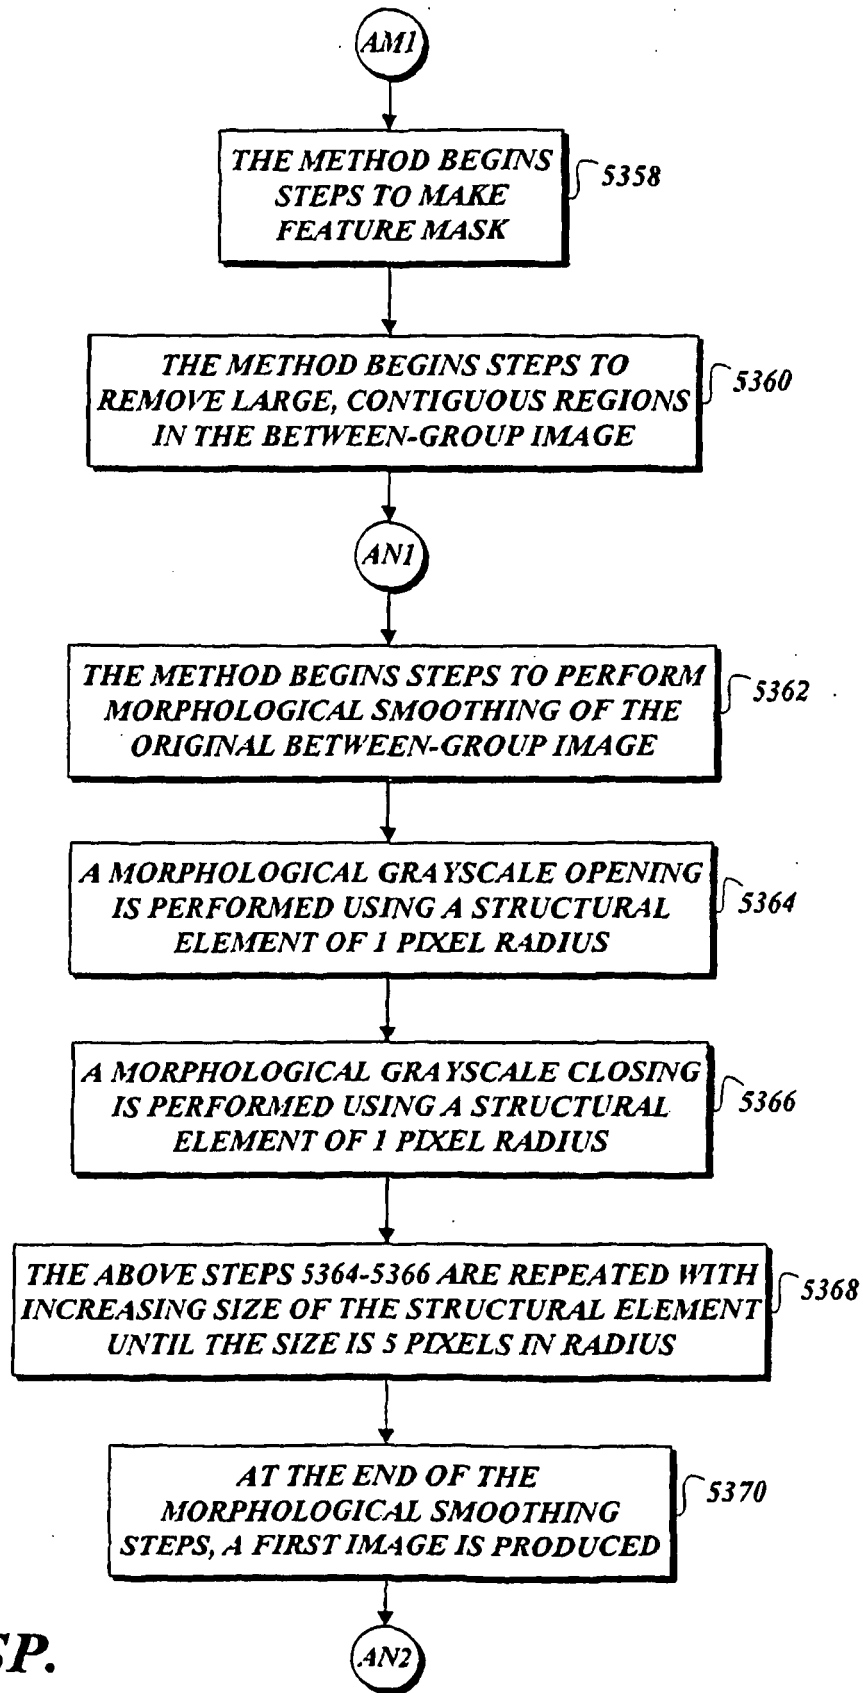 AM1
THE METHOD BEGINS
STEPS TO MAKE
FEATURE MASK
5358
THE METHOD BEGINS STEPS TO
REMOVE LARGE, CONTIGUOUS REGIONS
IN THE BETWEEN-GROUP IMAGE
5360
AN1
THE METHOD BEGINS STEPS TO PERFORM
MORPHOLOGICAL SMOOTHING OF THE
ORIGINAL BETWEEN-GROUP IMAGE
5362
A MORPHOLOGICAL GRAYSCALE OPENING
IS PERFORMED USING A STRUCTURAL
ELEMENT OF 1 PIXEL RADIUS
5364
A MORPHOLOGICAL GRAYSCALE CLOSING
IS PERFORMED USING A STRUCTURAL
ELEMENT OF 1 PIXEL RADIUS
5366
THE ABOVE STEPS 5364-5366 ARE REPEATED WITH
INCREASING SIZE OF THE STRUCTURAL ELEMENT
UNTIL THE SIZE IS 5 PIXELS IN RADIUS
5368
AT THE END OF THE
MORPHOLOGICAL SMOOTHING
STEPS, A FIRST IMAGE IS PRODUCED
5370
AN2